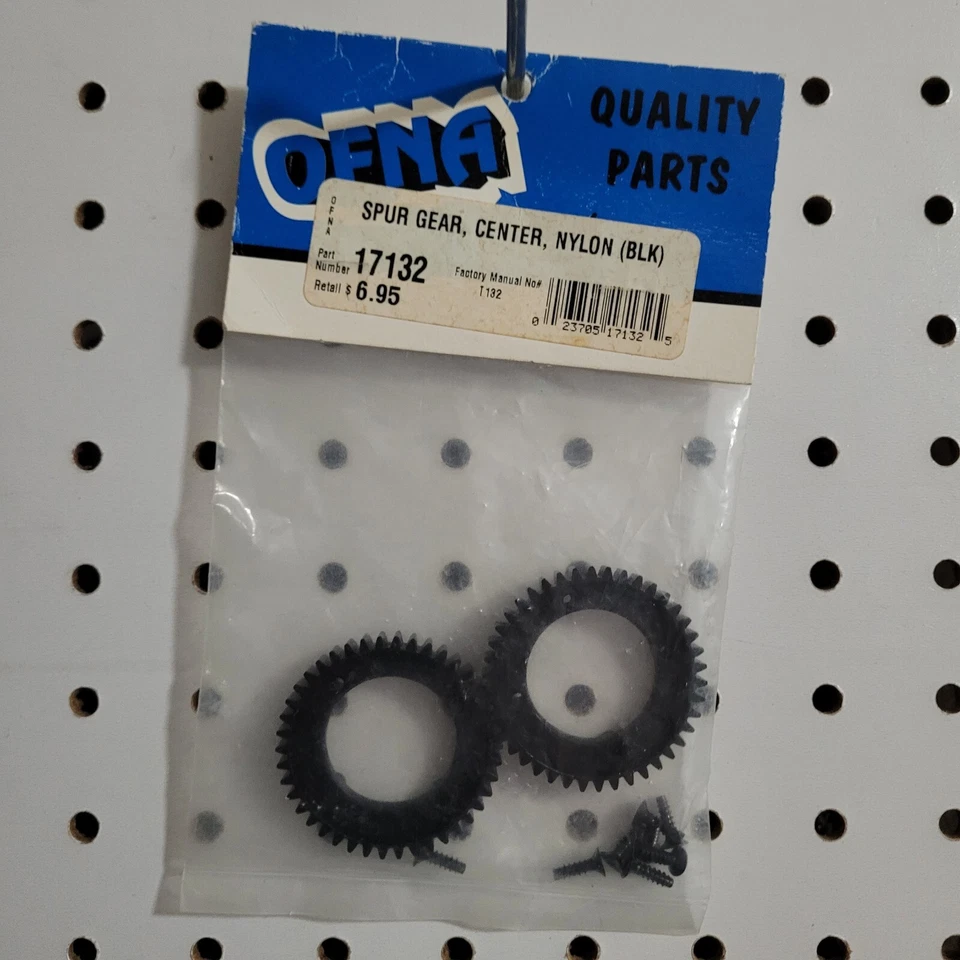 OFNA
QUALITY
PARTS
OFNA
SPUR GEAR, CENTER, NYLON (BLK)
Part
Number 17132
Factory Manual No#
T132
Retail $ 6.95
0 23705 17132 5